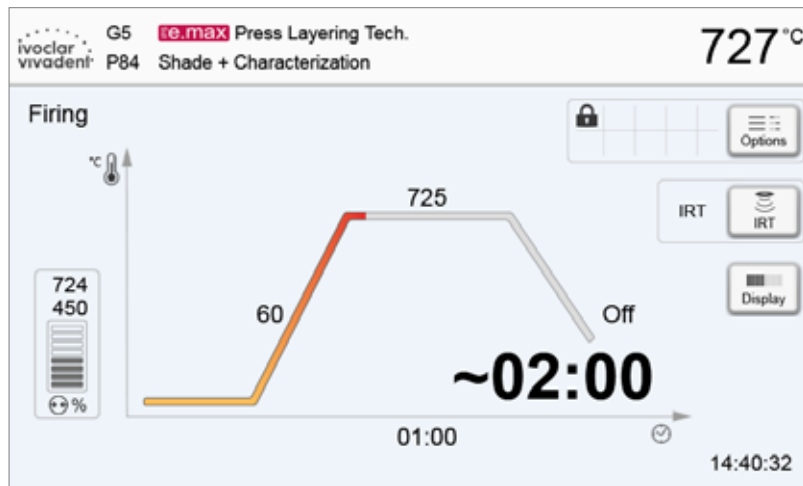 ivoclar vivadent
G5 IPS e.max Press Layering Tech.
P84 Shade + Characterization
727 °C
Firing
Options
°C
725
IRT
IRT
724
450
60
Off
Display
~02:00
%
01:00
14:40:32